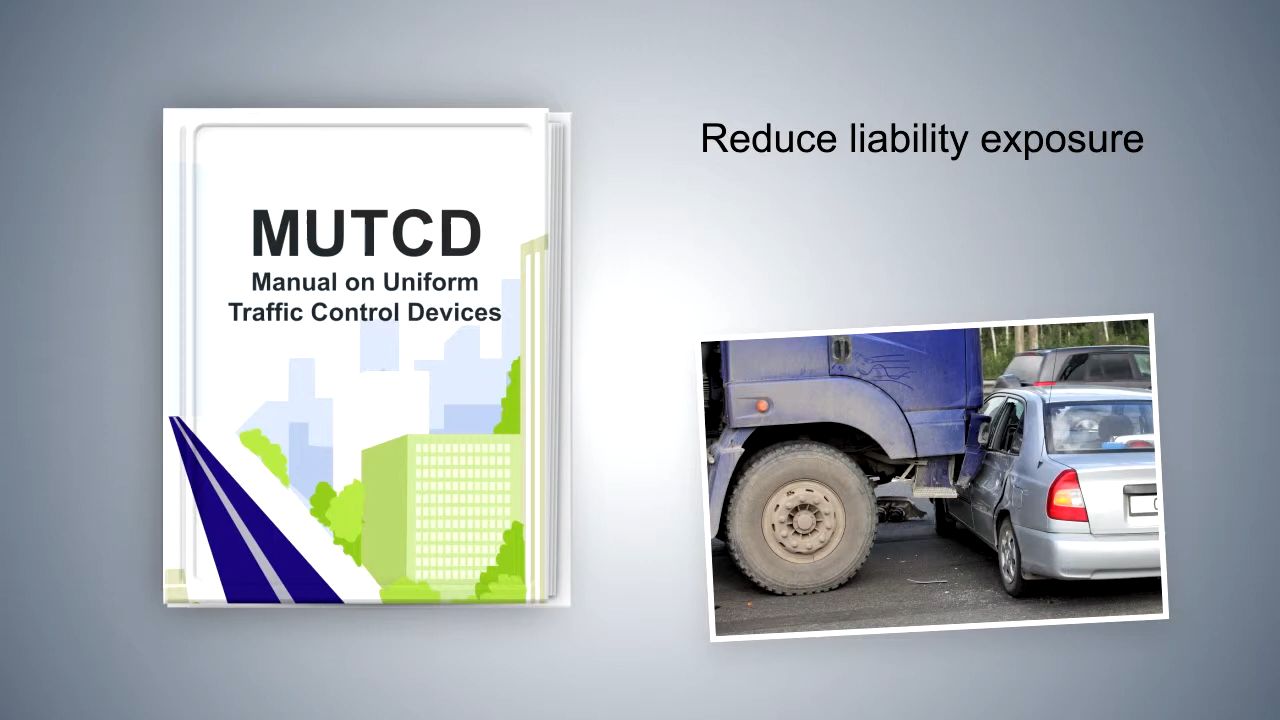 MUTCD
Manual on Uniform
Traffic Control Devices
Reduce liability exposure